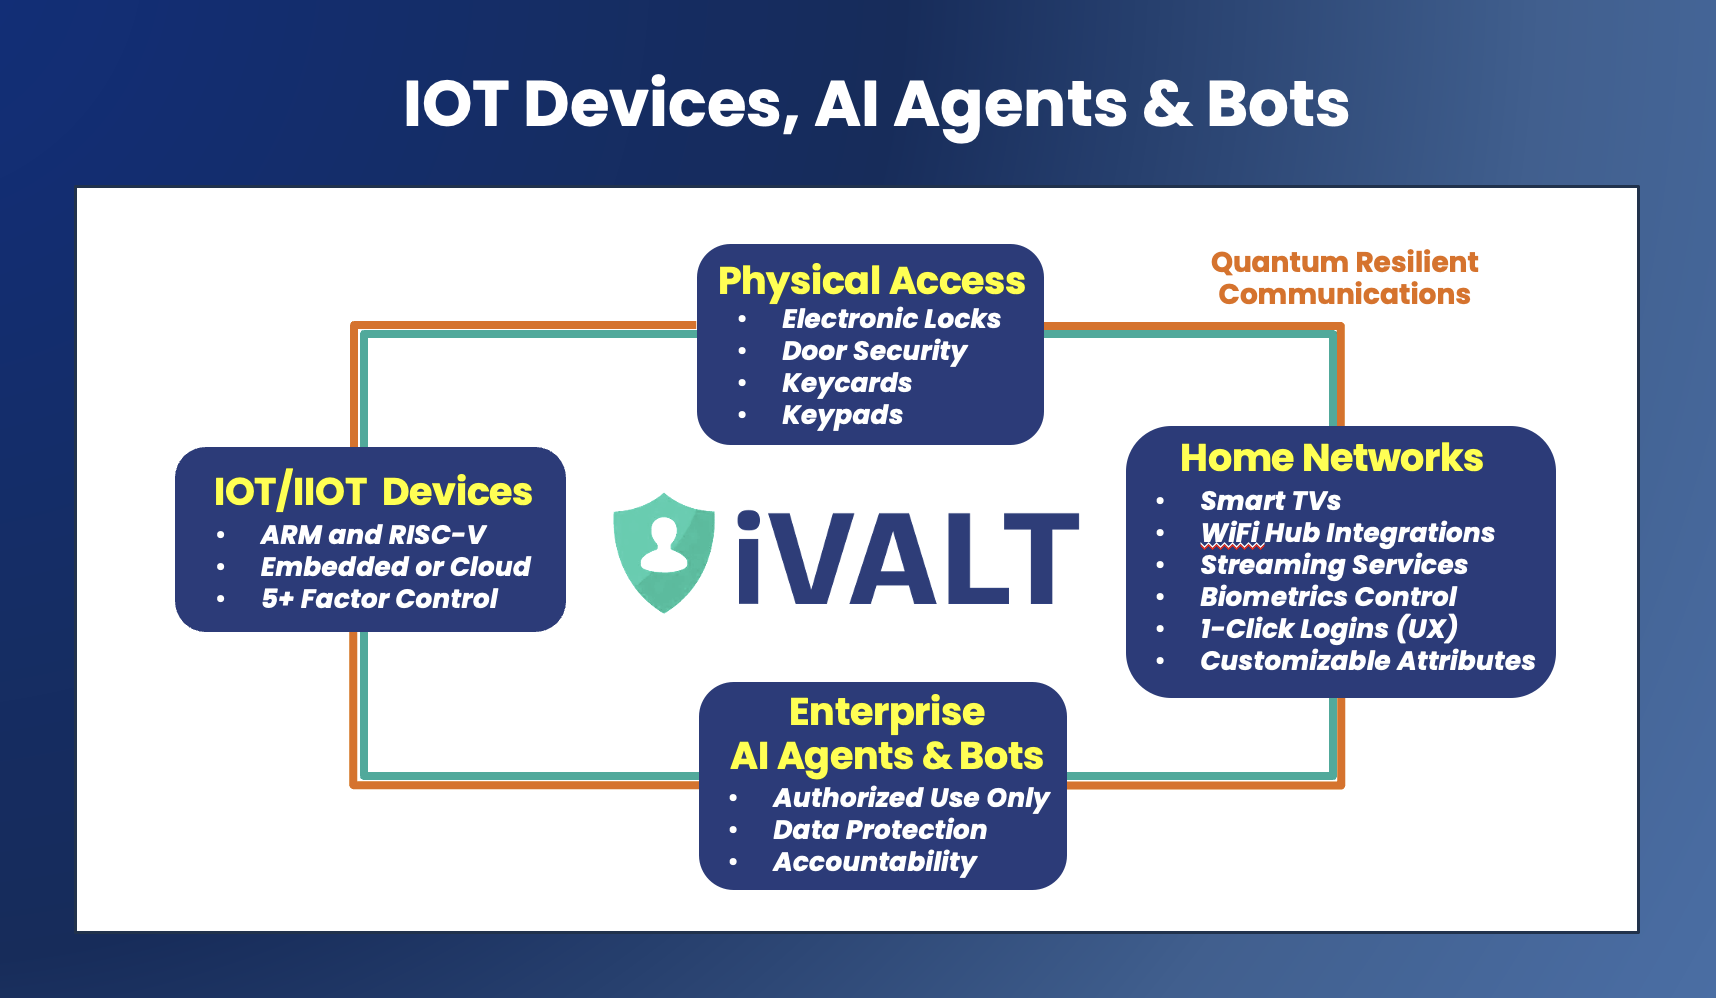 IOT Devices, AI Agents & Bots
Physical Access
• Electronic Locks
• Door Security
• Keycards
• Keypads
Quantum Resilient
Communications
IOT/IIOT Devices
• ARM and RISC-V
• Embedded or Cloud
• 5+ Factor Control
iVALT
Home Networks
• Smart TVs
• WiFi Hub Integrations
• Streaming Services
• Biometrics Control
• 1-Click Logins (UX)
• Customizable Attributes
Enterprise
AI Agents & Bots
• Authorized Use Only
• Data Protection
• Accountability